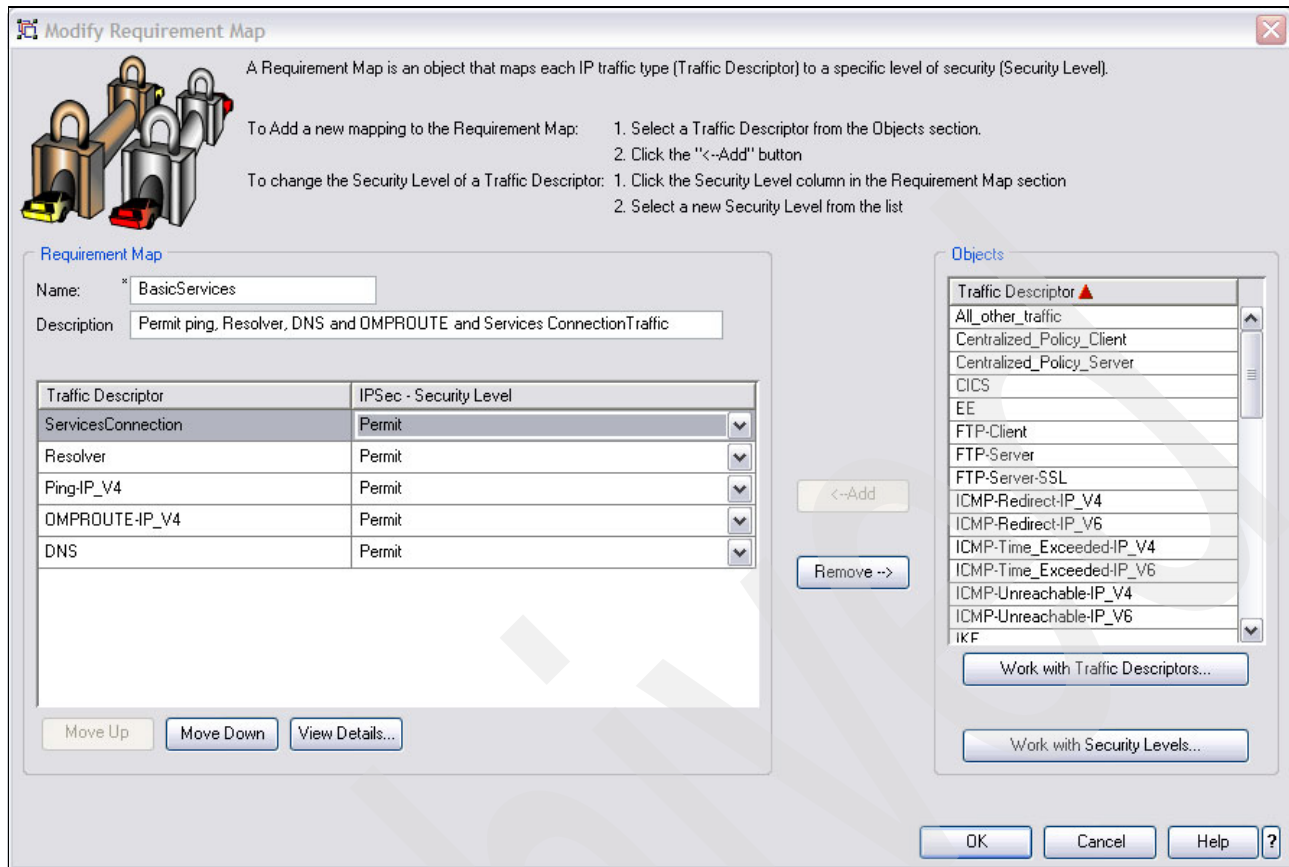 Modify Requirement Map
A Requirement Map is an object that maps each IP traffic type (Traffic Descriptor) to a specific level of security (Security Level).
To Add a new mapping to the Requirement Map: 1. Select a Traffic Descriptor from the Objects section.
2. Click the "<--Add" button
To change the Security Level of a Traffic Descriptor: 1. Click the Security Level column in the Requirement Map section
2. Select a new Security Level from the list
Requirement Map
Name: * BasicServices
Description Permit ping, Resolver, DNS and OMPROUTE and Services ConnectionTraffic
Traffic Descriptor IPSec - Security Level
ServicesConnection Permit
Resolver Permit
Ping-IP_V4 Permit
OMPROUTE-IP_V4 Permit
DNS Permit
Move Up Move Down View Details...
<--Add
Remove -->
Objects
Traffic Descriptor
All_other_traffic
Centralized_Policy_Client
Centralized_Policy_Server
CICS
EE
FTP-Client
FTP-Server
FTP-Server-SSL
ICMP-Redirect-IP_V4
ICMP-Redirect-IP_V6
ICMP-Time_Exceeded-IP_V4
ICMP-Time_Exceeded-IP_V6
ICMP-Unreachable-IP_V4
ICMP-Unreachable-IP_V6
IKE
Work with Traffic Descriptors...
Work with Security Levels...
OK Cancel Help ?